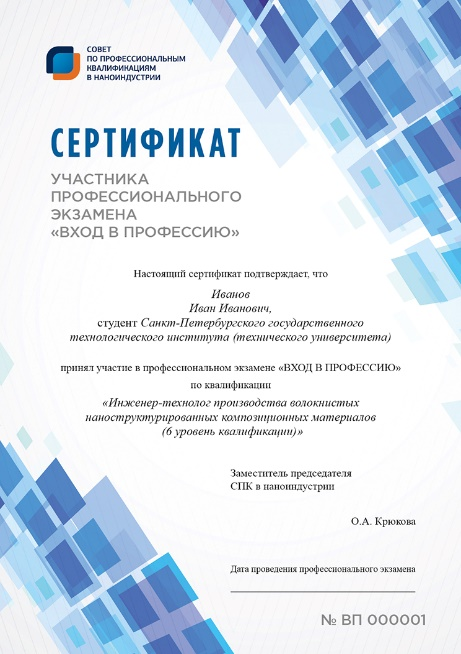 СОВЕТ
ПО ПРОФЕССИОНАЛЬНЫМ
КВАЛИФИКАЦИЯМ
В НАНОИНДУСТРИИ
СЕРТИФИКАТ
УЧАСТНИКА
ПРОФЕССИОНАЛЬНОГО
ЭКЗАМЕНА
«ВХОД В ПРОФЕССИЮ»
Настоящий сертификат подтверждает, что
Иванов
Иван Иванович,
студент Санкт-Петербургского государственного
технологического института (технического университета)
принял участие в профессиональном экзамене «ВХОД В ПРОФЕССИЮ»
по квалификации
«Инженер-технолог производства волокнистых
наноструктурированных композиционных материалов
(6 уровень квалификации)»
Заместитель председателя
СПК в наноиндустрии
О.А. Крюкова
Дата проведения профессионального экзамена
№ ВП 000001